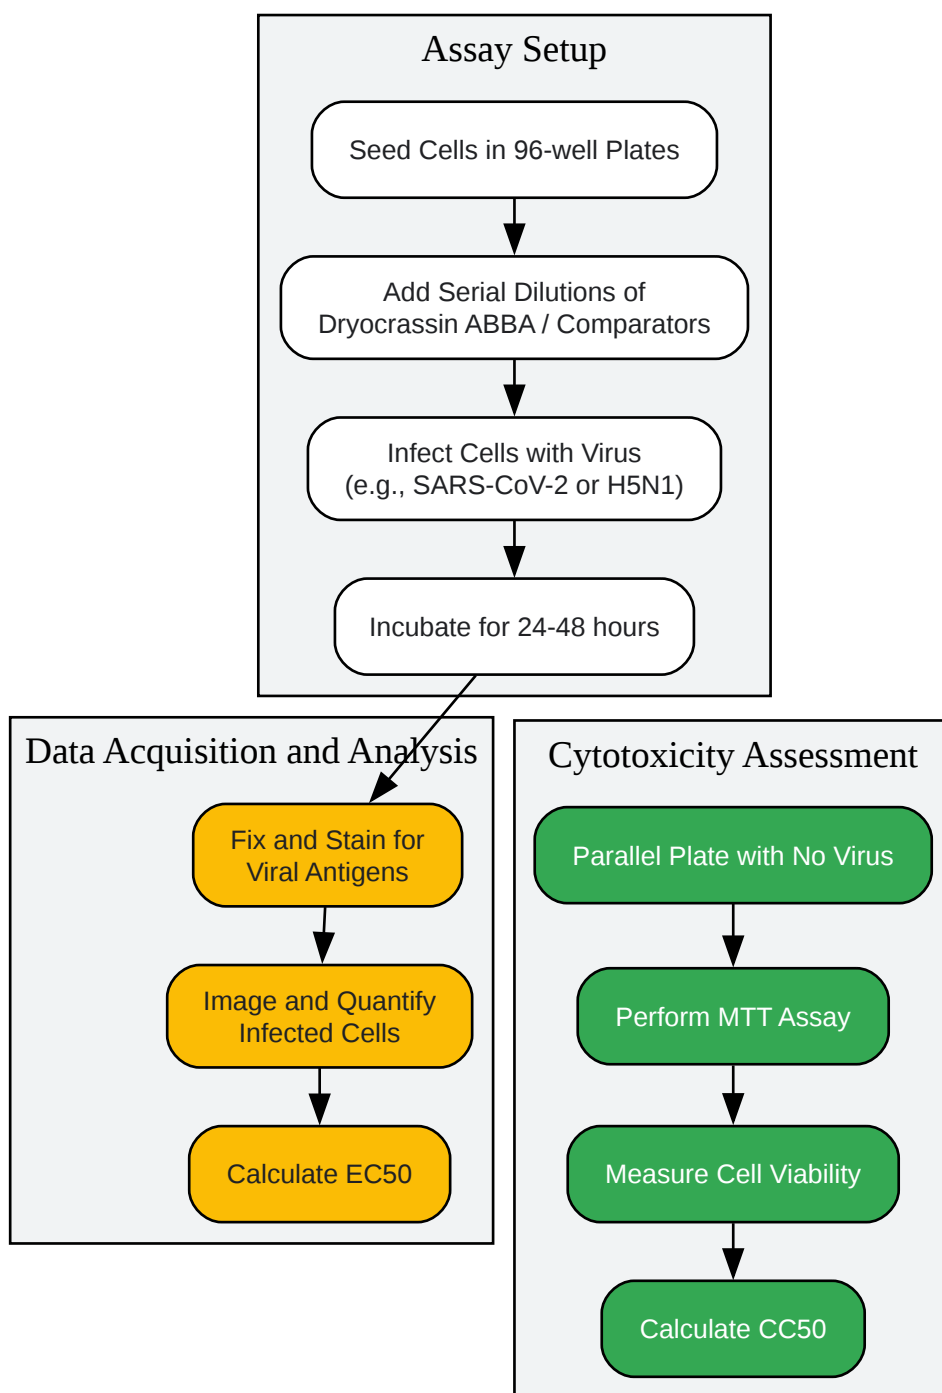 Assay Setup
Seed Cells in 96-well Plates
Add Serial Dilutions of
Dryocrassin ABBA / Comparators
Infect Cells with Virus
(e.g., SARS-CoV-2 or H5N1)
Incubate for 24-48 hours
Data Acquisition and Analysis
Fix and Stain for
Viral Antigens
Image and Quantify
Infected Cells
Calculate EC50
Cytotoxicity Assessment
Parallel Plate with No Virus
Perform MTT Assay
Measure Cell Viability
Calculate CC50